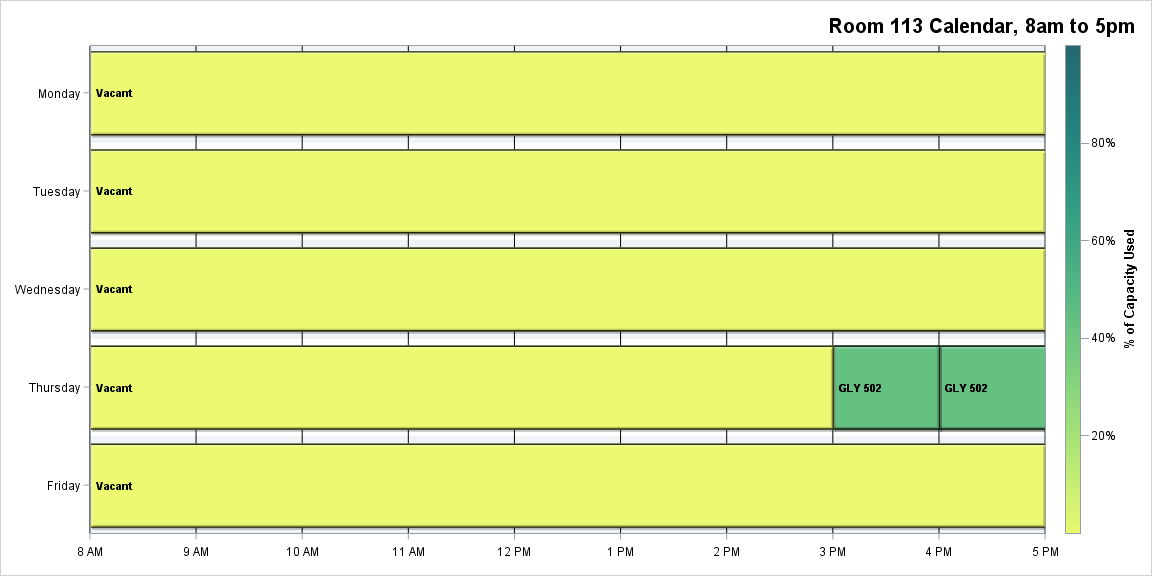 Room 113 Calendar, 8am to 5pm
Monday
Vacant
80%
Tuesday
Vacant
60%
% of Capacity Used
Wednesday
Vacant
40%
Thursday
Vacant
GLY 502
GLY 502
20%
Friday
Vacant
8 AM
9 AM
10 AM
11 AM
12 PM
1 PM
2 PM
3 PM
4 PM
5 PM